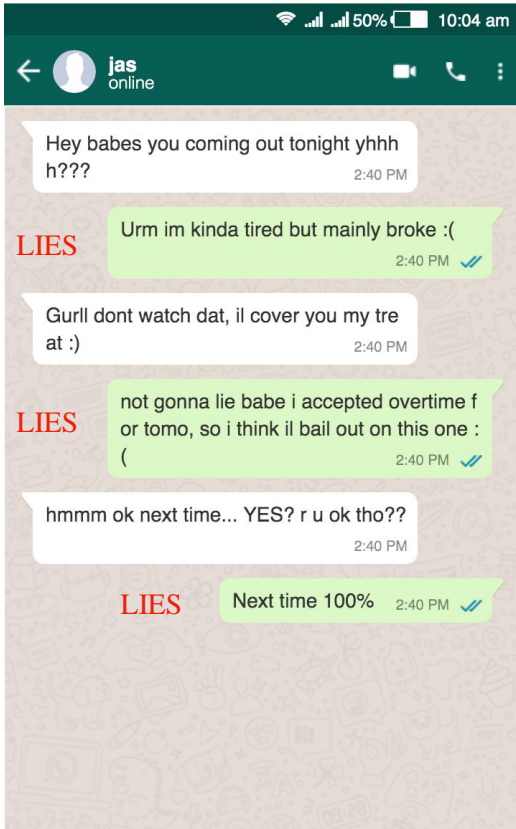 50% 10:04 am
jas
online
Hey babes you coming out tonight yhhh
h???
2:40 PM
LIES
Urm im kinda tired but mainly broke :(
2:40 PM
Gurll dont watch dat, il cover you my tre
at :)
2:40 PM
LIES
not gonna lie babe i accepted overtime f
or tomo, so i think il bail out on this one :
(
2:40 PM
hmmm ok next time... YES? r u ok tho??
2:40 PM
LIES
Next time 100% 2:40 PM